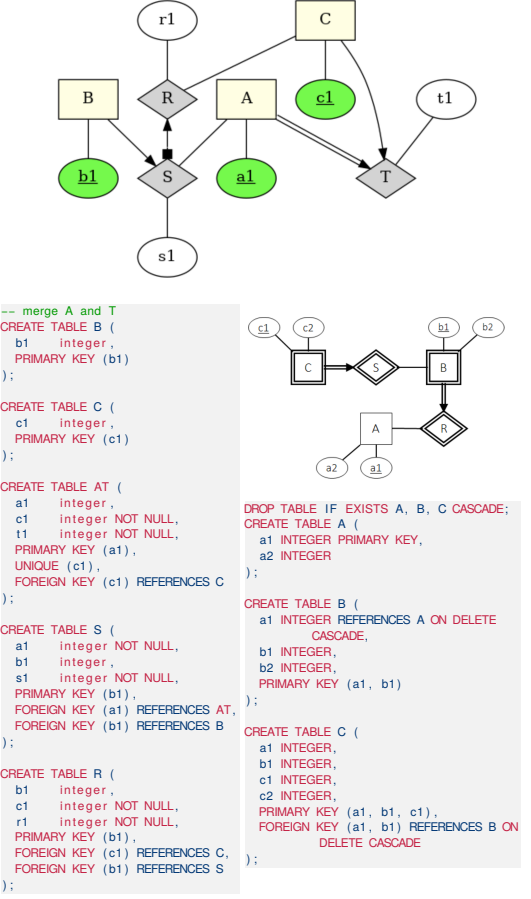 r1
C
B
R
A
c1
t1
b1
S
a1
T
s1
-- merge A and T
CREATE TABLE B (
b1 integer,
PRIMARY KEY (b1)
);
CREATE TABLE C (
c1 integer,
PRIMARY KEY (c1)
);
CREATE TABLE AT (
a1 integer,
c1 integer NOT NULL,
t1 integer NOT NULL,
PRIMARY KEY (a1),
UNIQUE (c1),
FOREIGN KEY (c1) REFERENCES C
);
CREATE TABLE S (
a1 integer NOT NULL,
b1 integer,
s1 integer NOT NULL,
PRIMARY KEY (b1),
FOREIGN KEY (a1) REFERENCES AT,
FOREIGN KEY (b1) REFERENCES B
);
CREATE TABLE R (
b1 integer,
c1 integer NOT NULL,
r1 integer NOT NULL,
PRIMARY KEY (b1),
FOREIGN KEY (c1) REFERENCES C,
FOREIGN KEY (b1) REFERENCES S
);
c1
c2
b1
b2
C
S
B
A
R
a2
a1
DROP TABLE IF EXISTS A, B, C CASCADE;
CREATE TABLE A (
a1 INTEGER PRIMARY KEY,
a2 INTEGER
);
CREATE TABLE B (
a1 INTEGER REFERENCES A ON DELETE
CASCADE,
b1 INTEGER,
b2 INTEGER,
PRIMARY KEY (a1, b1)
);
CREATE TABLE C (
a1 INTEGER,
b1 INTEGER,
c1 INTEGER,
c2 INTEGER,
PRIMARY KEY (a1, b1, c1),
FOREIGN KEY (a1, b1) REFERENCES B ON
DELETE CASCADE
);